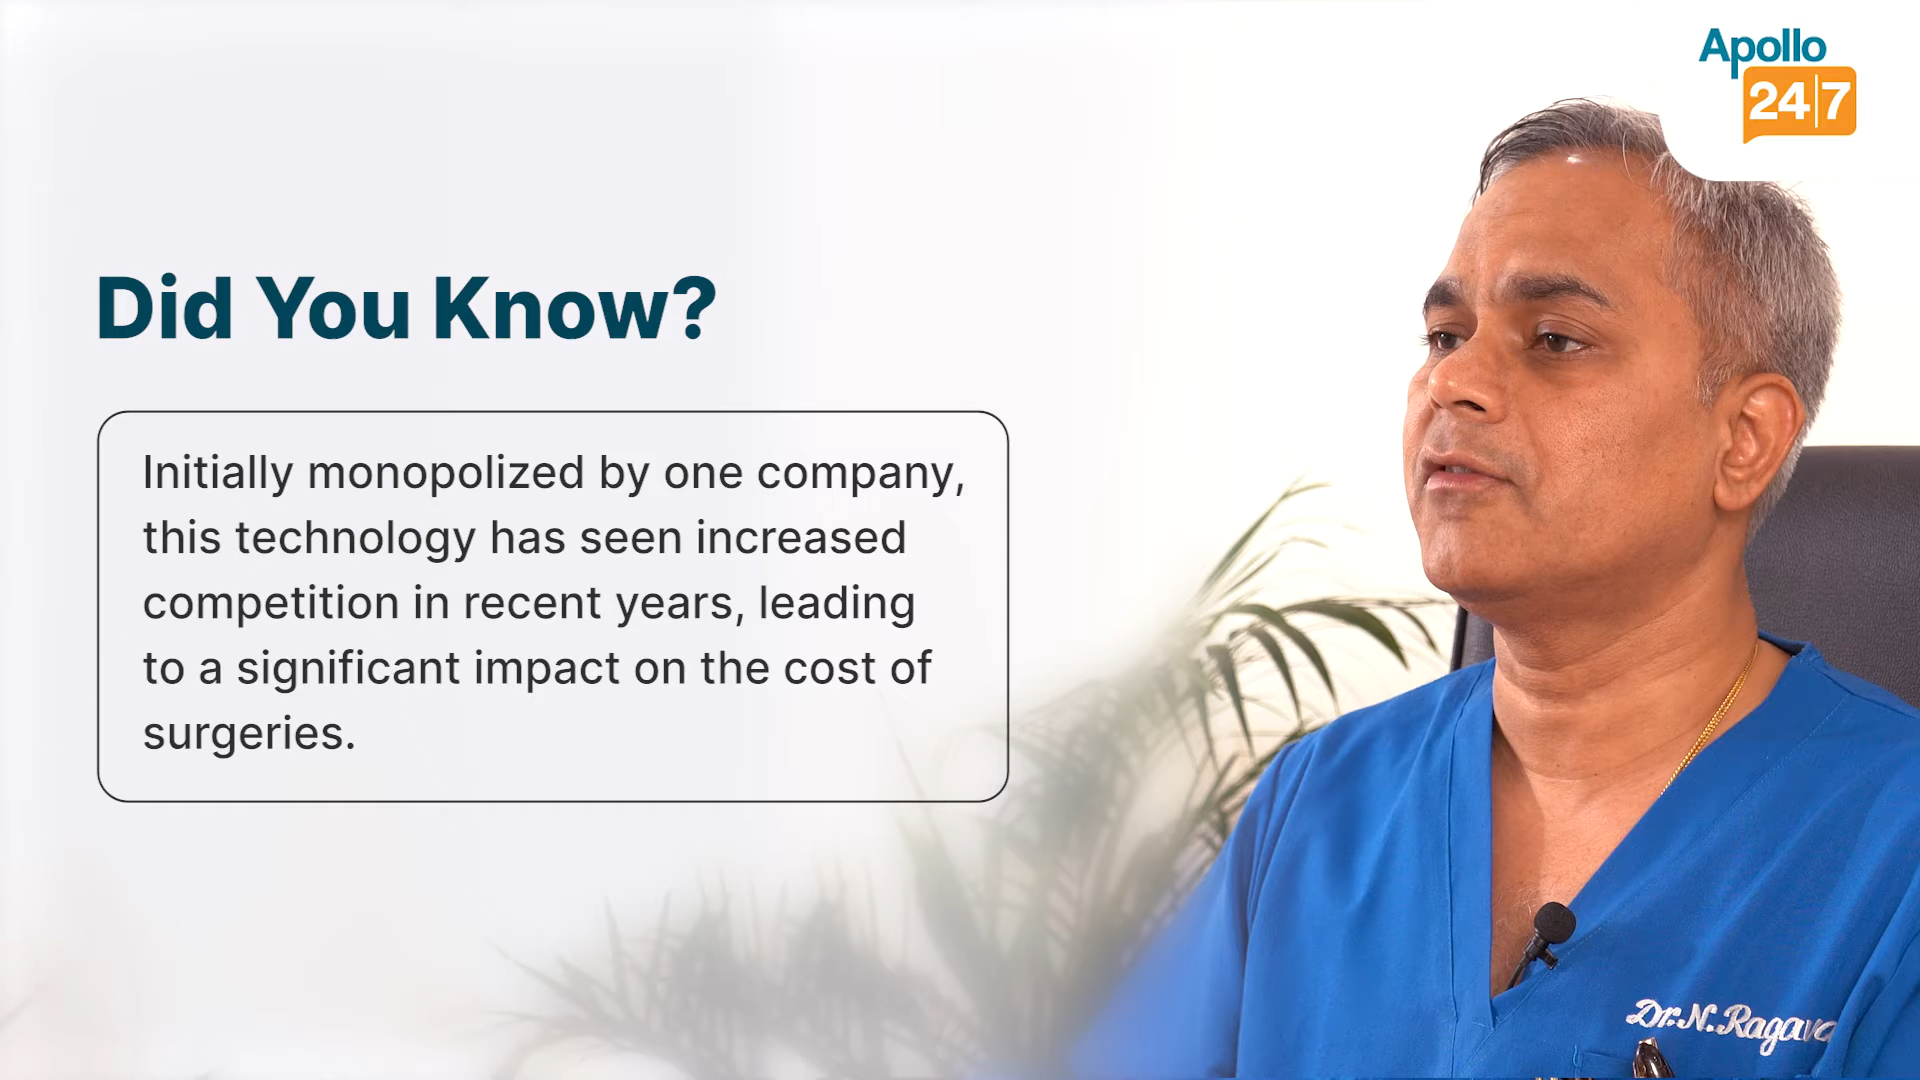 Apollo
24|7
Did You Know?
Initially monopolized by one company,
this technology has seen increased
competition in recent years, leading
to a significant impact on the cost of
surgeries.
Dr. N. Ragava